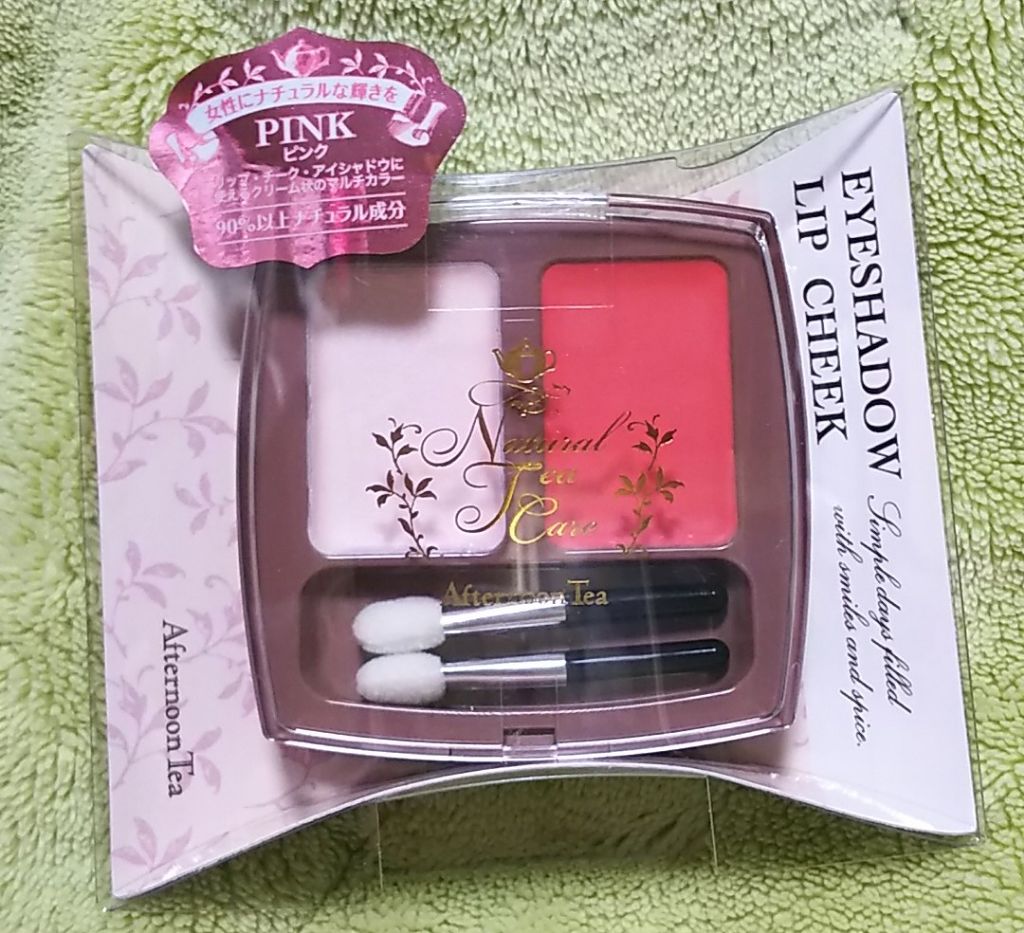 女性にナチュラルな輝きを
PINK
ピンク
リップ・チーク・アイシャドウに
使えるクリーム状のマルチカラー
90%以上ナチュラル成分
Natural
Tea
Care
Afternoon Tea
EYESHADOW
LIP CHEEK
Simple days filled
with smiles and spice.
Afternoon Tea